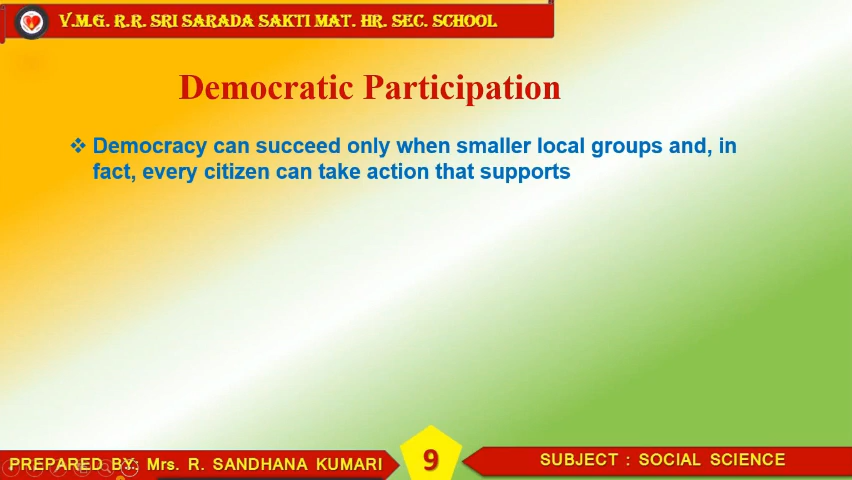 V.M.G. R.R. SRI SARADA SAKTI MAT. HR. SEC. SCHOOL
Democratic Participation
❖ Democracy can succeed only when smaller local groups and, in
fact, every citizen can take action that supports
PREPARED BY: Mrs. R. SANDHANA KUMARI
9
SUBJECT : SOCIAL SCIENCE